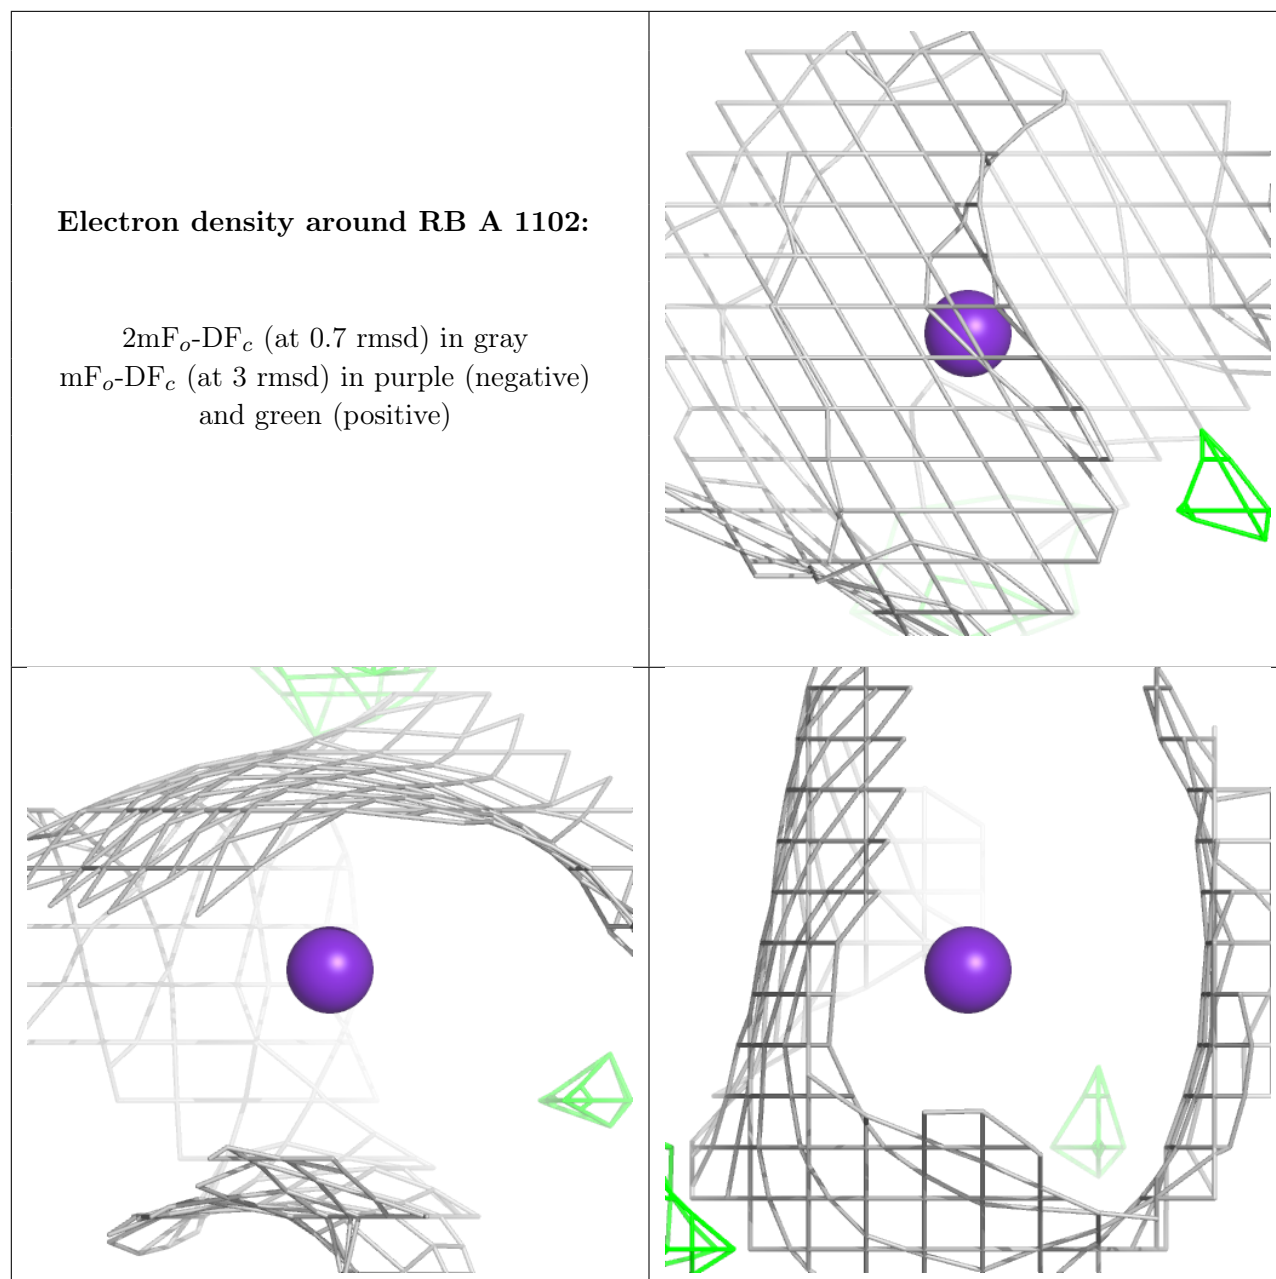 Electron density around RB A 1102:
2mFo-DFc (at 0.7 rmsd) in gray
mFo-DFc (at 3 rmsd) in purple (negative)
and green (positive)